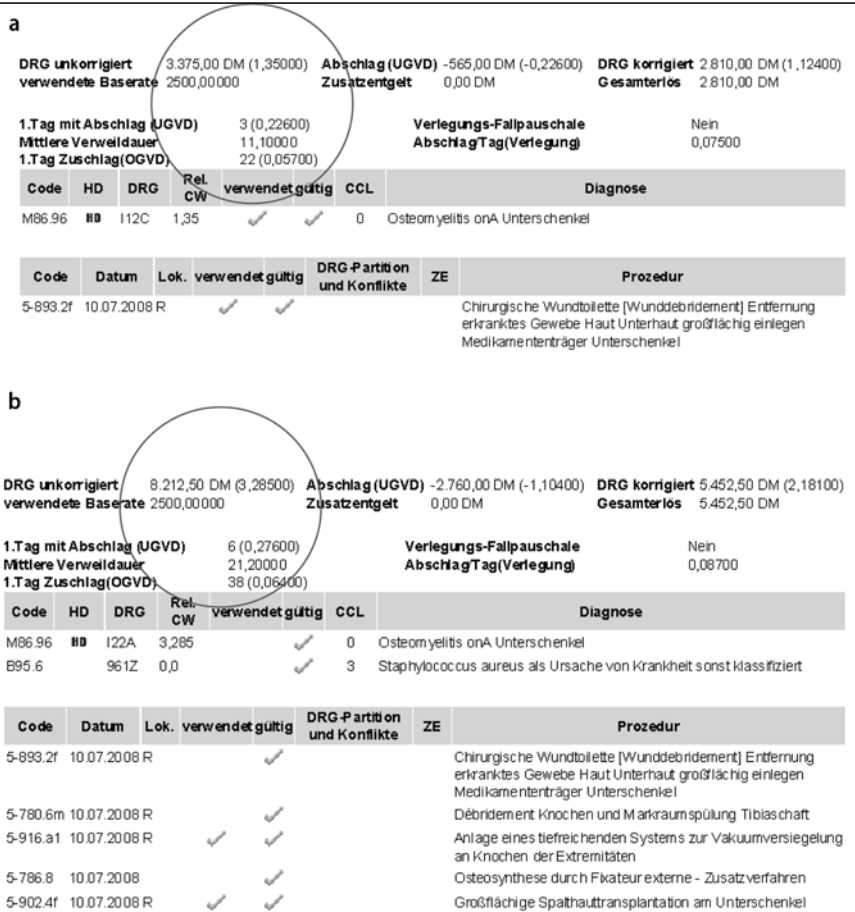 a
DRG unkorrigiert 3.375,00 DM (1,35000) Abschlag (UGVD) -565,00 DM (-0,22600) DRG korrigiert 2.810,00 DM (1,12400)
verwendete Baserate 2500,00000 Zusatzentgelt 0,00 DM Gesamterlös 2.810,00 DM
1.Tag mit Abschlag (UGVD) 3 (0,22600) Verlegungs-Fallpauschale Nein
Mittlere Verweildauer 11,10000 Abschlag/Tag(Verlegung) 0,07500
1.Tag Zuschlag(OGVD) 22 (0,05700)
Code HD DRG Rel. CW verwendet gültig CCL Diagnose
M86.96 HD I12C 1,35 0 Osteomyelitis onA Unterschenkel
Code Datum Lok. verwendet gültig DRG-Partition und Konflikte ZE Prozedur
5-893.2f 10.07.2008 R Chirurgische Wundtoilette [Wunddebridement] Entfernung
erkranktes Gewebe Haut Unterhaut großflächig einlegen
Medikamententräger Unterschenkel
b
DRG unkorrigiert 8.212,50 DM (3,28500) Abschlag (UGVD) -2.760,00 DM (-1,10400) DRG korrigiert 5.452,50 DM (2,18100)
verwendete Baserate 2500,00000 Zusatzentgelt 0,00 DM Gesamterlös 5.452,50 DM
1.Tag mit Abschlag (UGVD) 6 (0,27600) Verlegungs-Fallpauschale Nein
Mittlere Verweildauer 21,20000 Abschlag/Tag(Verlegung) 0,08700
1.Tag Zuschlag(OGVD) 38 (0,06400)
Code HD DRG Rel. CW verwendet gültig CCL Diagnose
M86.96 HD I22A 3,285 0 Osteomyelitis onA Unterschenkel
B95.6 961Z 0,0 3 Staphylococcus aureus als Ursache von Krankheit sonst klassifiziert
Code Datum Lok. verwendet gültig DRG-Partition und Konflikte ZE Prozedur
5-893.2f 10.07.2008 R Chirurgische Wundtoilette [Wunddebridement] Entfernung
erkranktes Gewebe Haut Unterhaut großflächig einlegen
Medikamententräger Unterschenkel
5-780.6m 10.07.2008 R Débridement Knochen und Markraumspülung Tibiaschaft
5-916.a1 10.07.2008 R Anlage eines tiefreichenden Systems zur Vakuumversiegelung
an Knochen der Extremitäten
5-786.8 10.07.2008 Osteosynthese durch Fixateur externe - Zusatzverfahren
5-902.4f 10.07.2008 R Großflächige Spalthauttransplantation am Unterschenkel